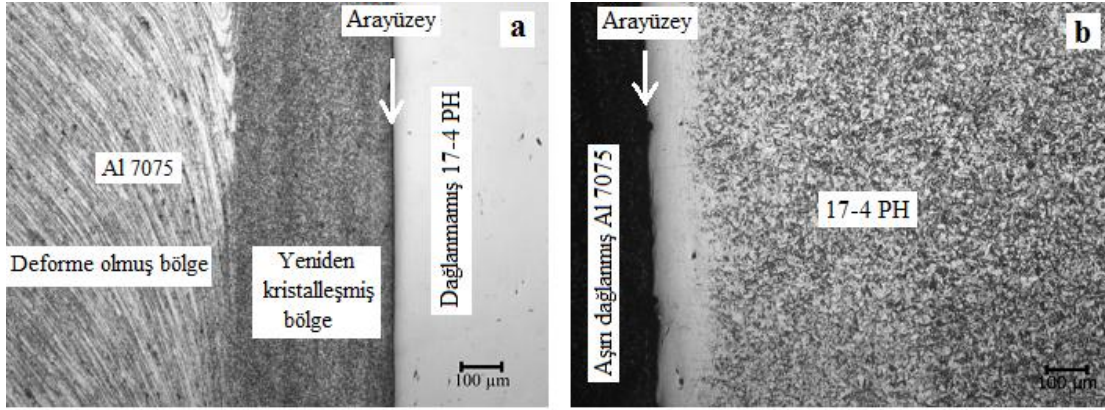 Arayüzey
a
Al 7075
Deforme olmuş bölge
Yeniden
kristalleşmiş
bölge
Dağlanmamış 17-4 PH
100 µm
Arayüzey
b
Aşırı dağlanmış Al 7075
17-4 PH
100 µm